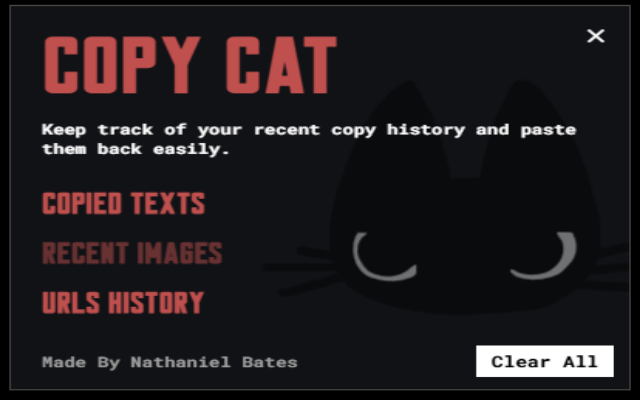 COPY CAT
Keep track of your recent copy history and paste
them back easily.
COPIED TEXTS
RECENT IMAGES
URLS HISTORY
Made By Nathaniel Bates
Clear All